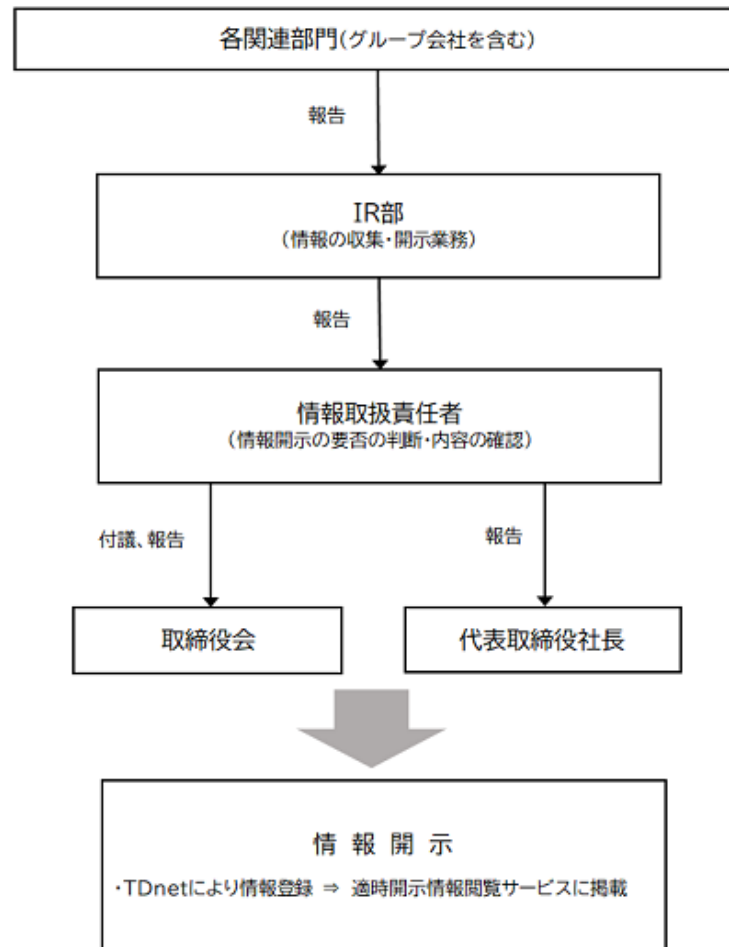 各関連部門(グループ会社を含む)
報告
IR部
(情報の収集・開示業務)
報告
情報取扱責任者
(情報開示の要否の判断・内容の確認)
付議、報告
報告
取締役会
代表取締役社長
情 報 開 示
・TDnetにより情報登録 ⇒ 適時開示情報閲覧サービスに掲載